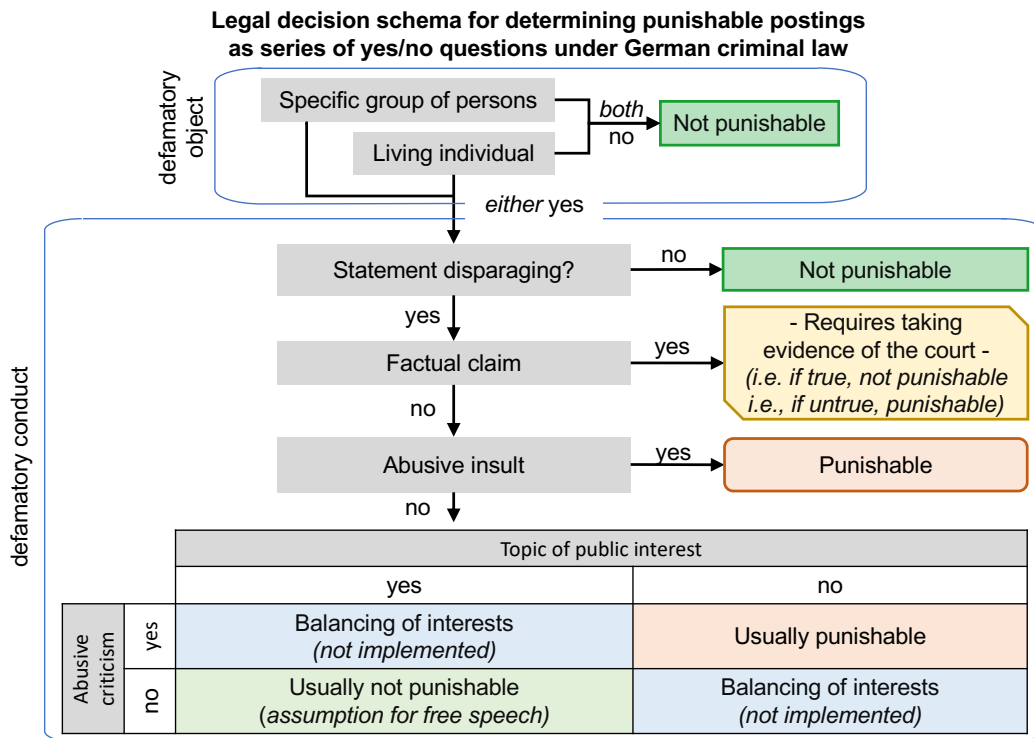 Legal decision schema for determining punishable postings
as series of yes/no questions under German criminal law
defamatory
object
Specific group of persons
Living individual
both
no
Not punishable
either yes
defamatory conduct
Statement disparaging?
no
Not punishable
yes
Factual claim
yes
- Requires taking
evidence of the court -
(i.e. if true, not punishable
i.e., if untrue, punishable)
no
Abusive insult
yes
Punishable
no
Topic of public interest
yes
no
Abusive
criticism
yes
Balancing of interests
(not implemented)
Usually punishable
no
Usually not punishable
(assumption for free speech)
Balancing of interests
(not implemented)